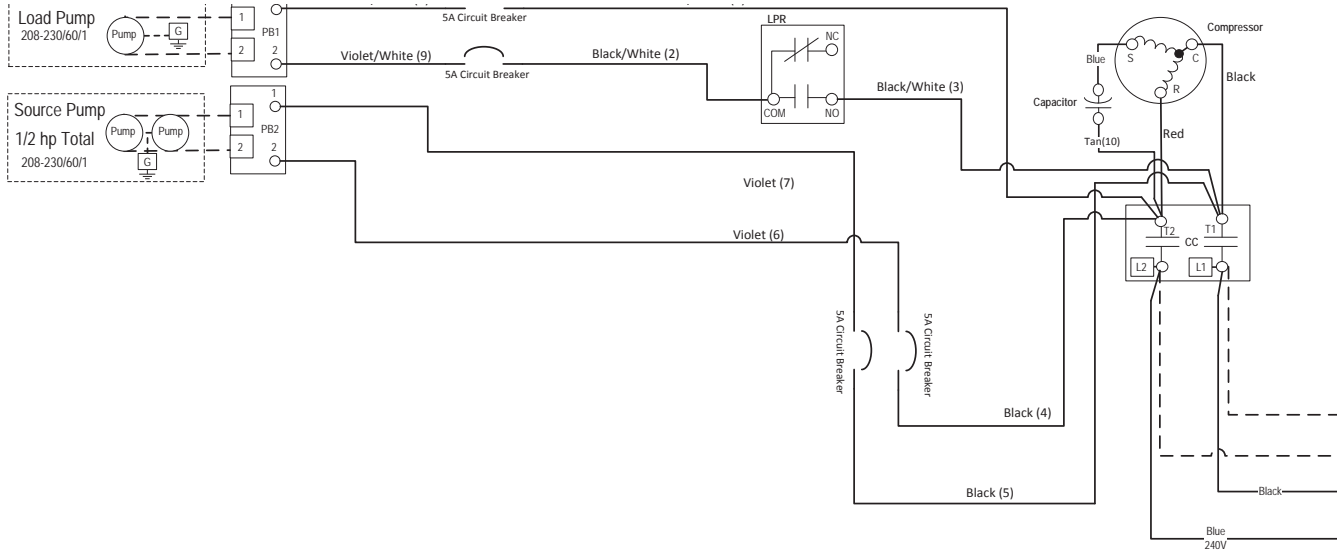 Load Pump
208-230/60/1
Pump
G
1
2
PB1
2
5A Circuit Breaker
Violet/White (9)
5A Circuit Breaker
Black/White (2)
LPR
NC
COM
NO
Black/White (3)
Compressor
S
C
R
Blue
Black
Capacitor
Tan(10)
Red
Source Pump
1/2 hp Total
208-230/60/1
Pump
Pump
G
1
2
1
PB2
2
Violet (7)
Violet (6)
T2
T1
CC
L2
L1
5A Circuit Breaker
5A Circuit Breaker
Black (4)
Black (5)
Black
Blue
240V